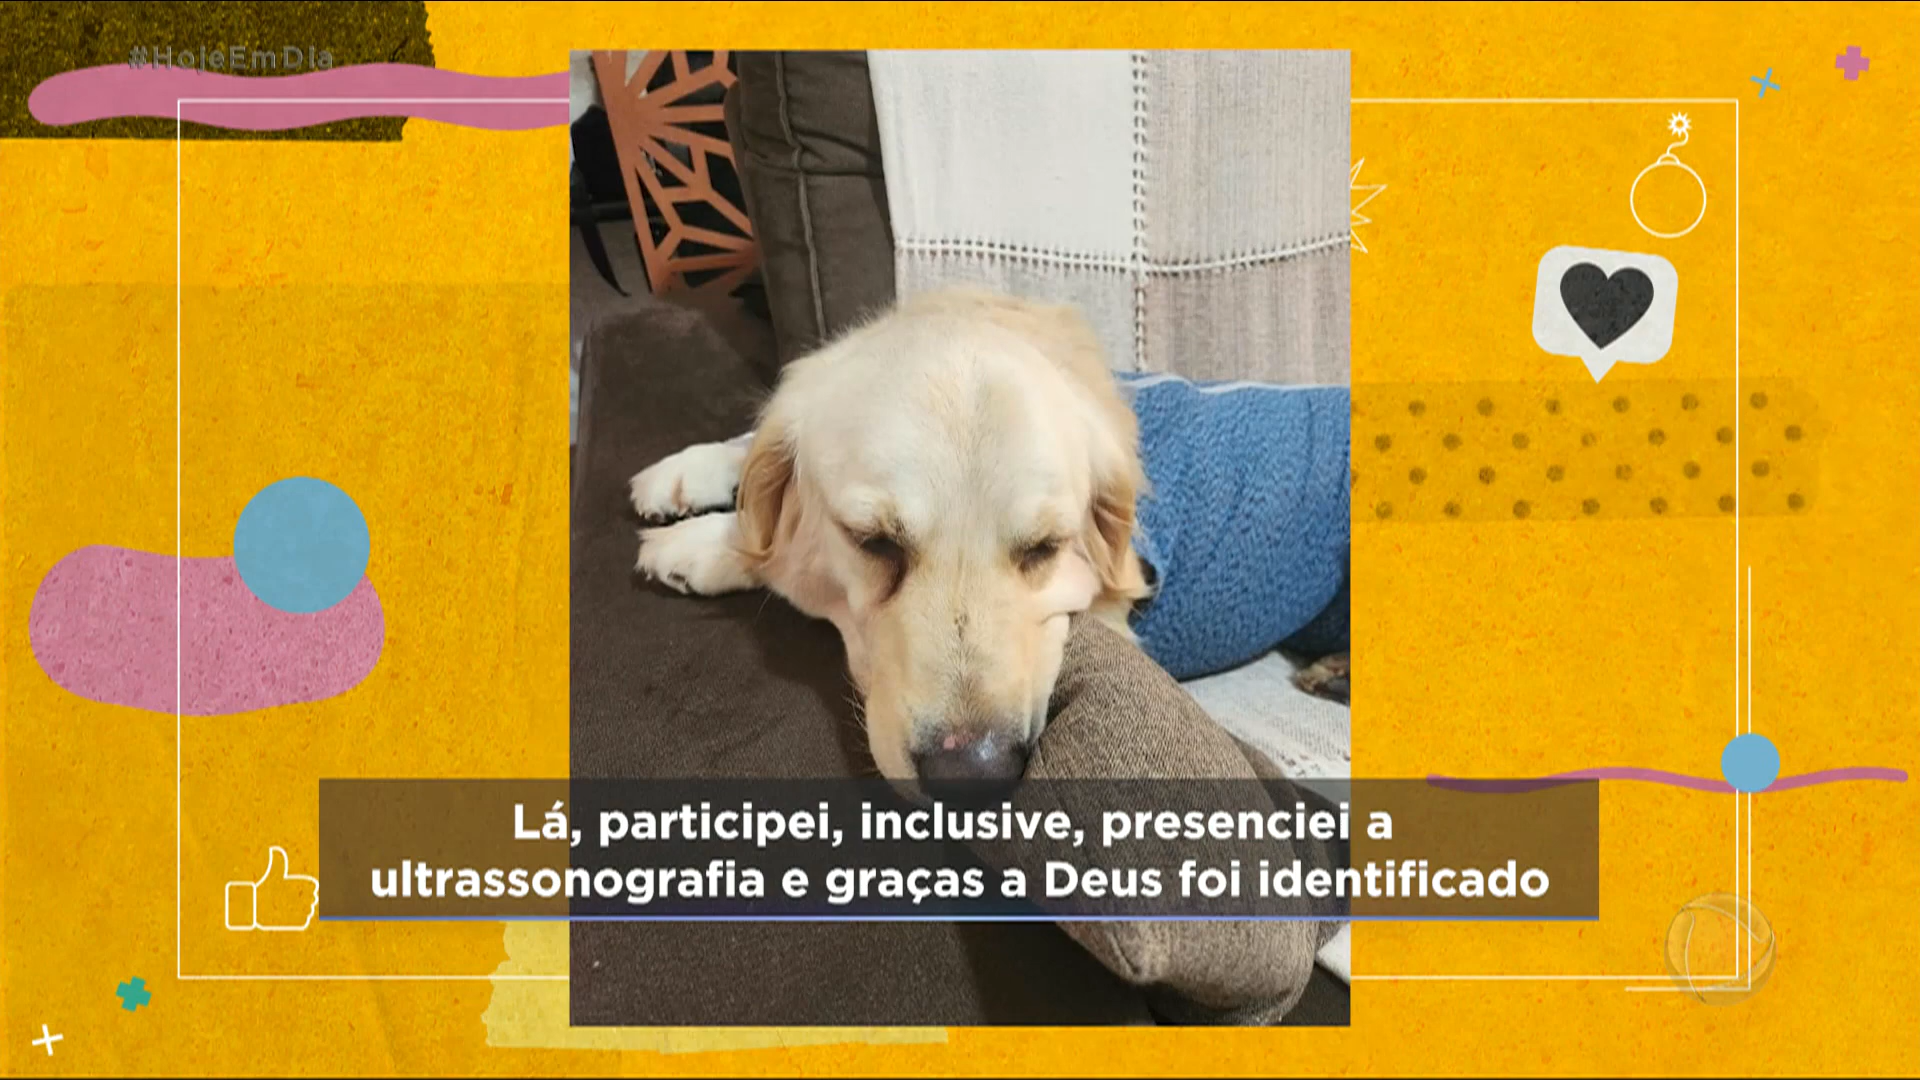 #HojeEmDia
Lá, participei, inclusive, presenciei a
ultrassonografia e graças a Deus foi identificado